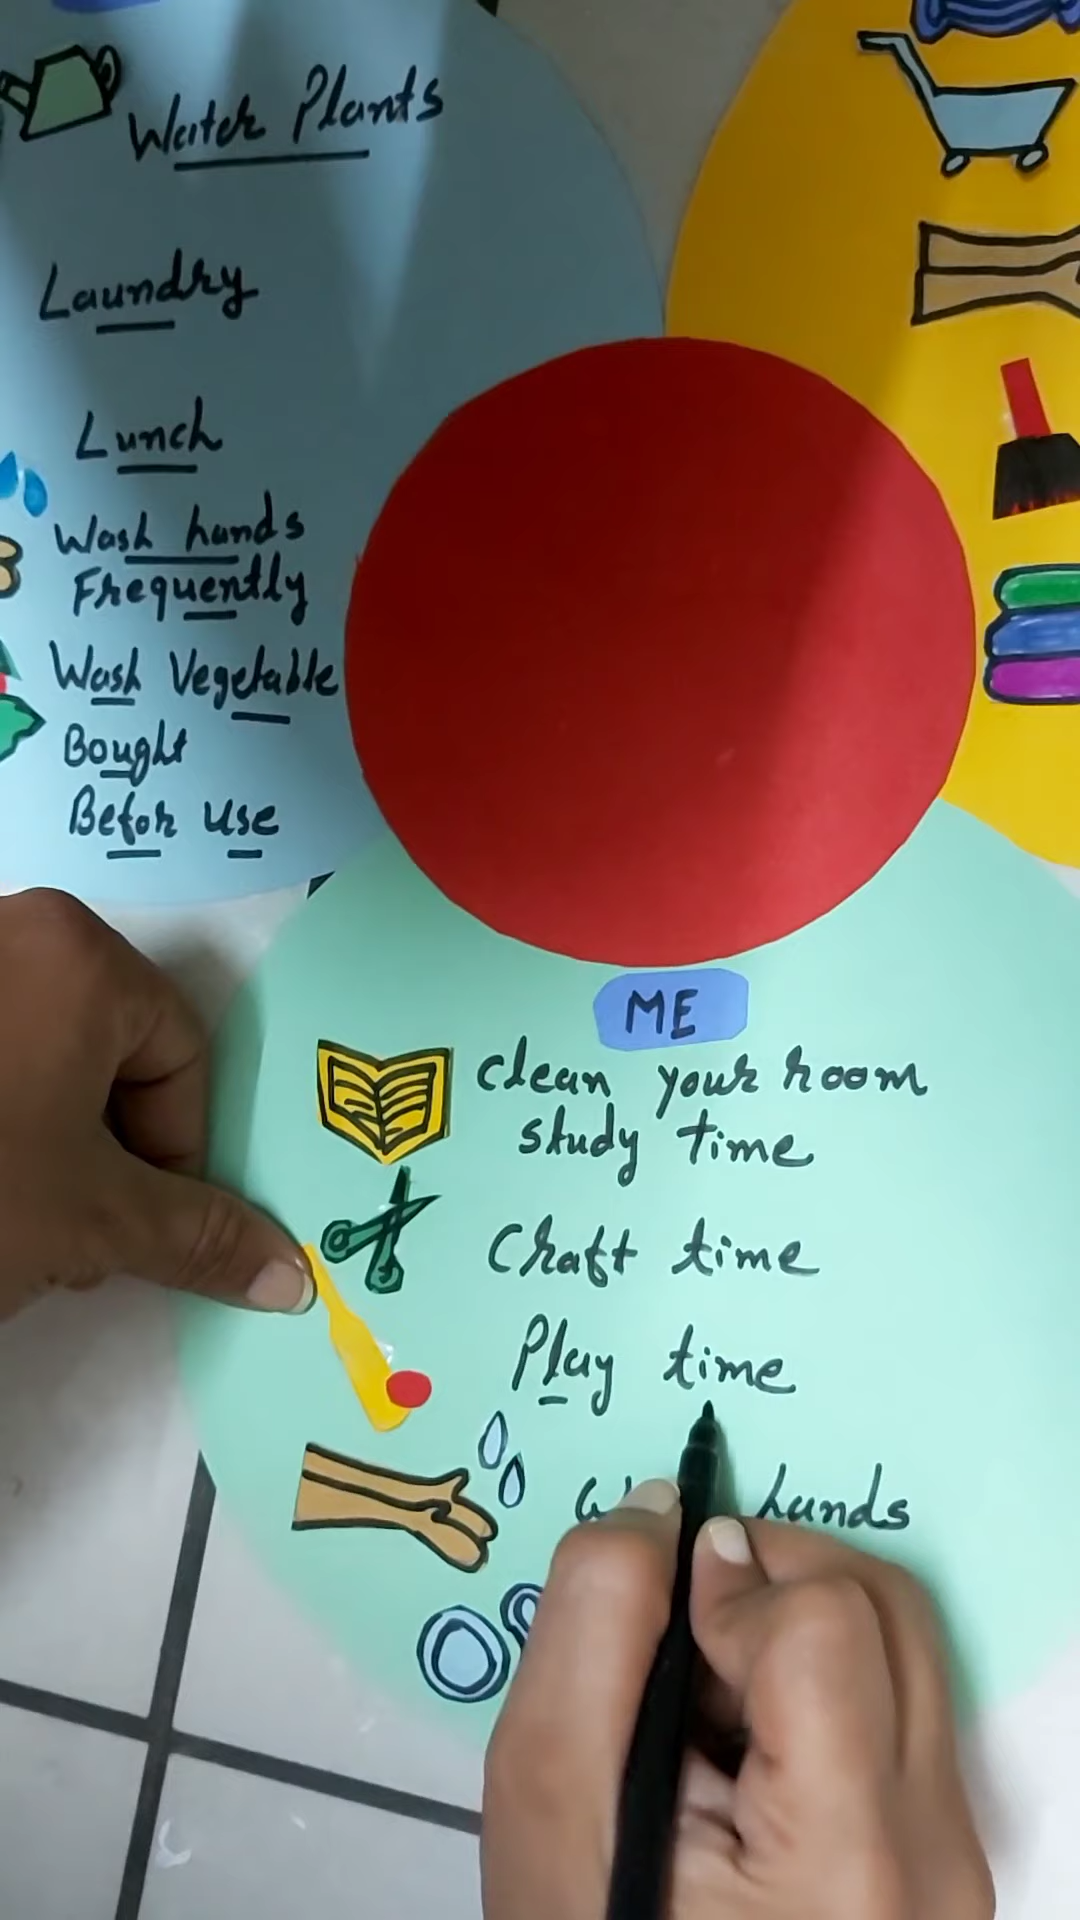 Water Plants
Laundry
Lunch
Wash hands
Frequently
Wash Vegetable
Bought
Befor use
ME
clean your room
study time
Craft time
Play time
hands